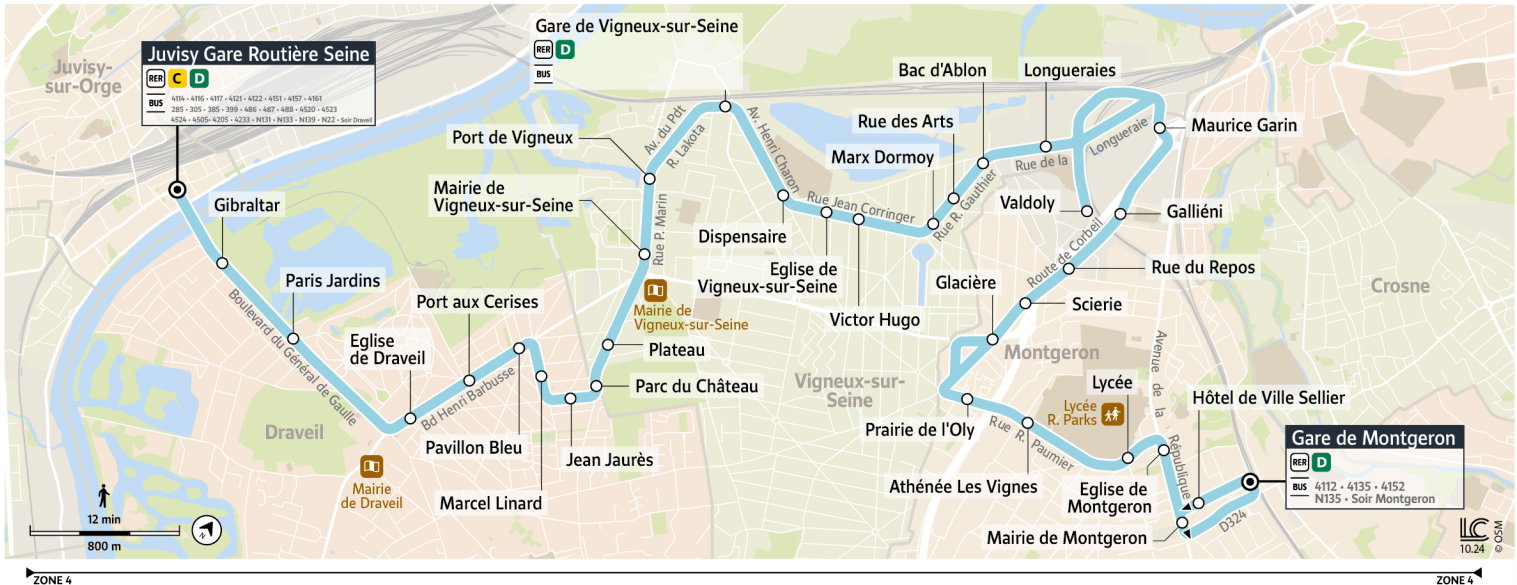 Juvisy-
sur-Orge
Juvisy Gare Routière Seine
RER C D
BUS
4114 • 4116 • 4117 • 4121 • 4122 • 4151 • 4157 • 4161
285 • 305 • 385 • 399 • 486 • 487 • 488 • 4520 • 4523
4524 • 4505 • 4205 • 4233 • N131 • N133 • N139 • N22 • Soir Draveil
Gare de Vigneux-sur-Seine
RER D
BUS
Gibraltar
Paris Jardins
Boulevard du Général de Gaulle
Eglise
de Draveil
Port aux Cerises
Bd Henri Barbusse
Draveil
Mairie
de Draveil
Pavillon Bleu
Marcel Linard
Jean Jaurès
Parc du Château
Plateau
Mairie de
Vigneux-sur-Seine
Mairie de
Vigneux-sur-Seine
Rue P. Marin
Port de Vigneux
Av. du Pdt
R. Lakota
Av. Henri Charon
Dispensaire
Rue Jean Corringer
Eglise de
Vigneux-sur-Seine
Victor Hugo
Marx Dormoy
Rue des Arts
Rue R. Gauthier
Bac d'Ablon
Longueraies
Rue de la
Longueraie
Maurice Garin
Valdoly
Galliéni
Route de Corbeil
Rue du Repos
Scierie
Glacière
Crosne
Montgeron
Vigneux-sur-
Seine
Prairie de l'Oly
Rue R. Paumier
Athénée Les Vignes
Lycée
Lycée
R. Parks
Avenue de la
République
Eglise de
Montgeron
Hôtel de Ville Sellier
Mairie de Montgeron
D324
Gare de Montgeron
RER D
BUS
4112 • 4135 • 4152
N135 • Soir Montgeron
12 min
800 m
N
LC
10.24
© OSM
ZONE 4
ZONE 4